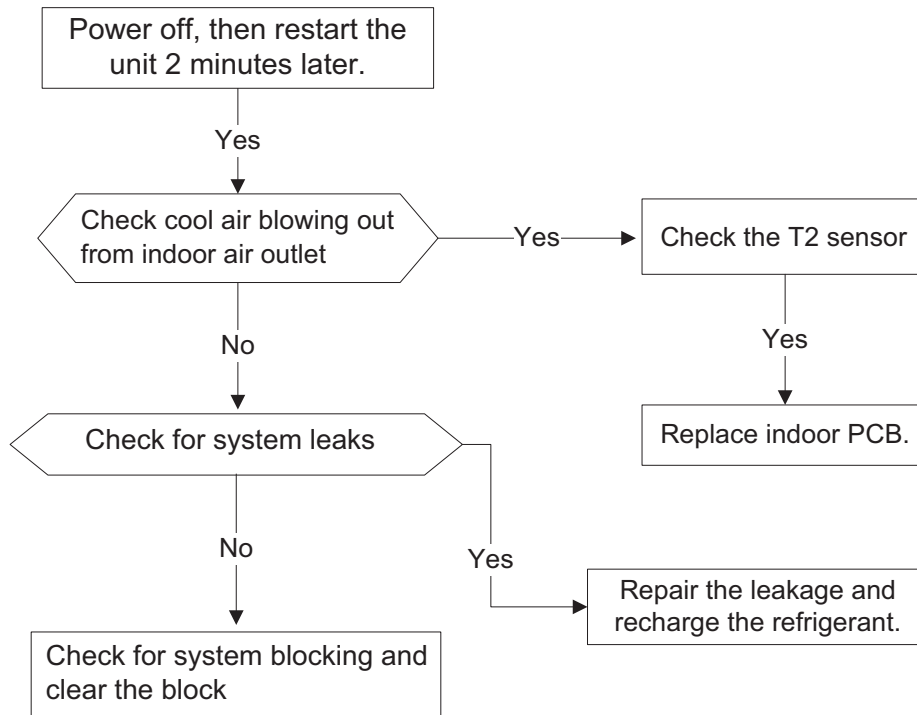 Power off, then restart the
unit 2 minutes later.
Yes
Check cool air blowing out
from indoor air outlet
Yes
Check the T2 sensor
No
Yes
Check for system leaks
Replace indoor PCB.
No
Yes
Repair the leakage and
recharge the refrigerant.
Check for system blocking and
clear the block